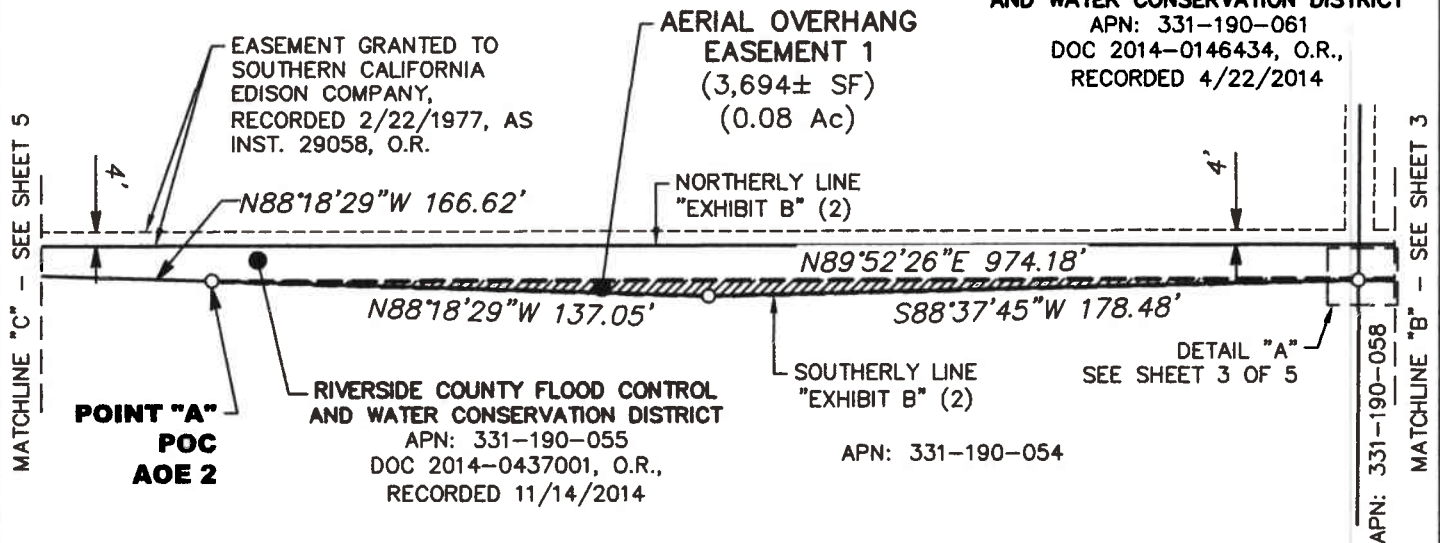 AERIAL OVERHANG
EASEMENT 1
(3,694± SF)
(0.08 Ac)
AND WATER CONSERVATION DISTRICT
APN: 331-190-061
DOC 2014-0146434, O.R.,
RECORDED 4/22/2014
EASEMENT GRANTED TO
SOUTHERN CALIFORNIA
EDISON COMPANY,
RECORDED 2/22/1977, AS
INST. 29058, O.R.
MATCHLINE "C" - SEE SHEET 5
4'
N88°18'29"W 166.62'
NORTHERLY LINE
"EXHIBIT B" (2)
4'
MATCHLINE "B" - SEE SHEET 3
N89°52'26"E 974.18'
N88°18'29"W 137.05'
S88°37'45"W 178.48'
DETAIL "A"
SEE SHEET 3 OF 5
SOUTHERLY LINE
"EXHIBIT B" (2)
POINT "A"
POC
AOE 2
RIVERSIDE COUNTY FLOOD CONTROL
AND WATER CONSERVATION DISTRICT
APN: 331-190-055
DOC 2014-0437001, O.R.,
RECORDED 11/14/2014
APN: 331-190-054
APN: 331-190-058